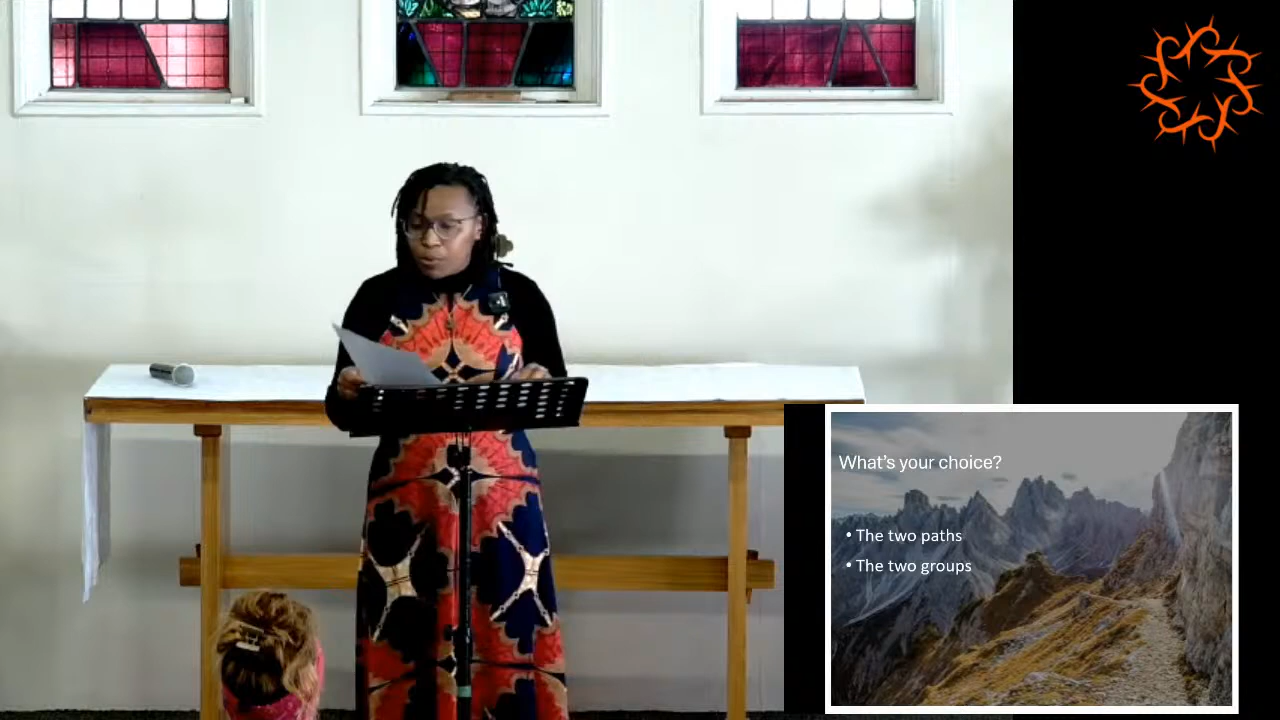 What's your choice?
• The two paths
• The two groups